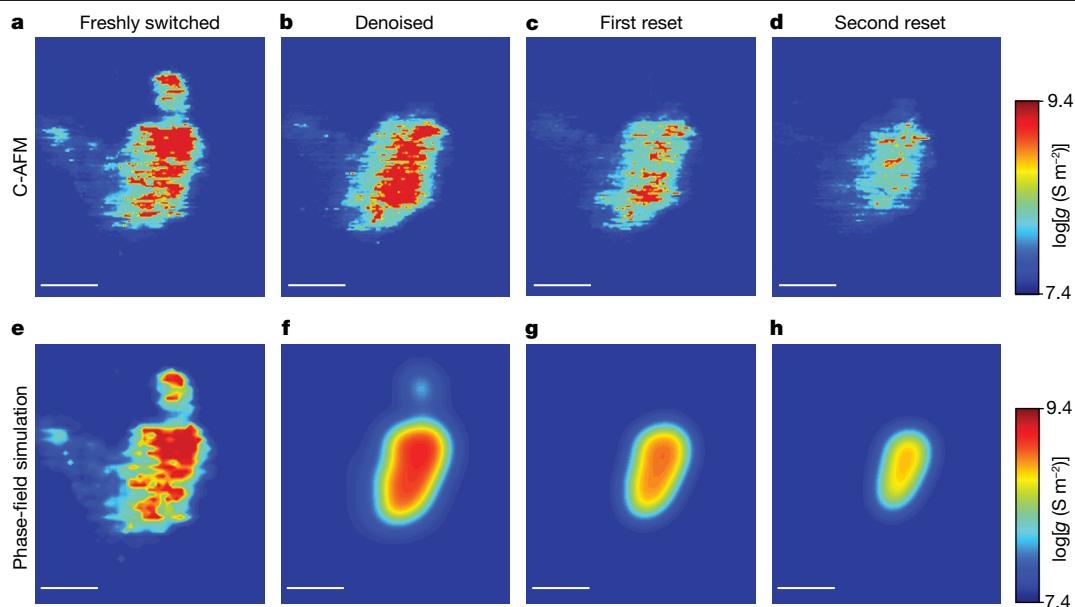 a Freshly switched
b Denoised
c First reset
d Second reset
C-AFM
9.4
log[g (S m⁻²)]
7.4
e
f
g
h
Phase-field simulation
9.4
log[g (S m⁻²)]
7.4